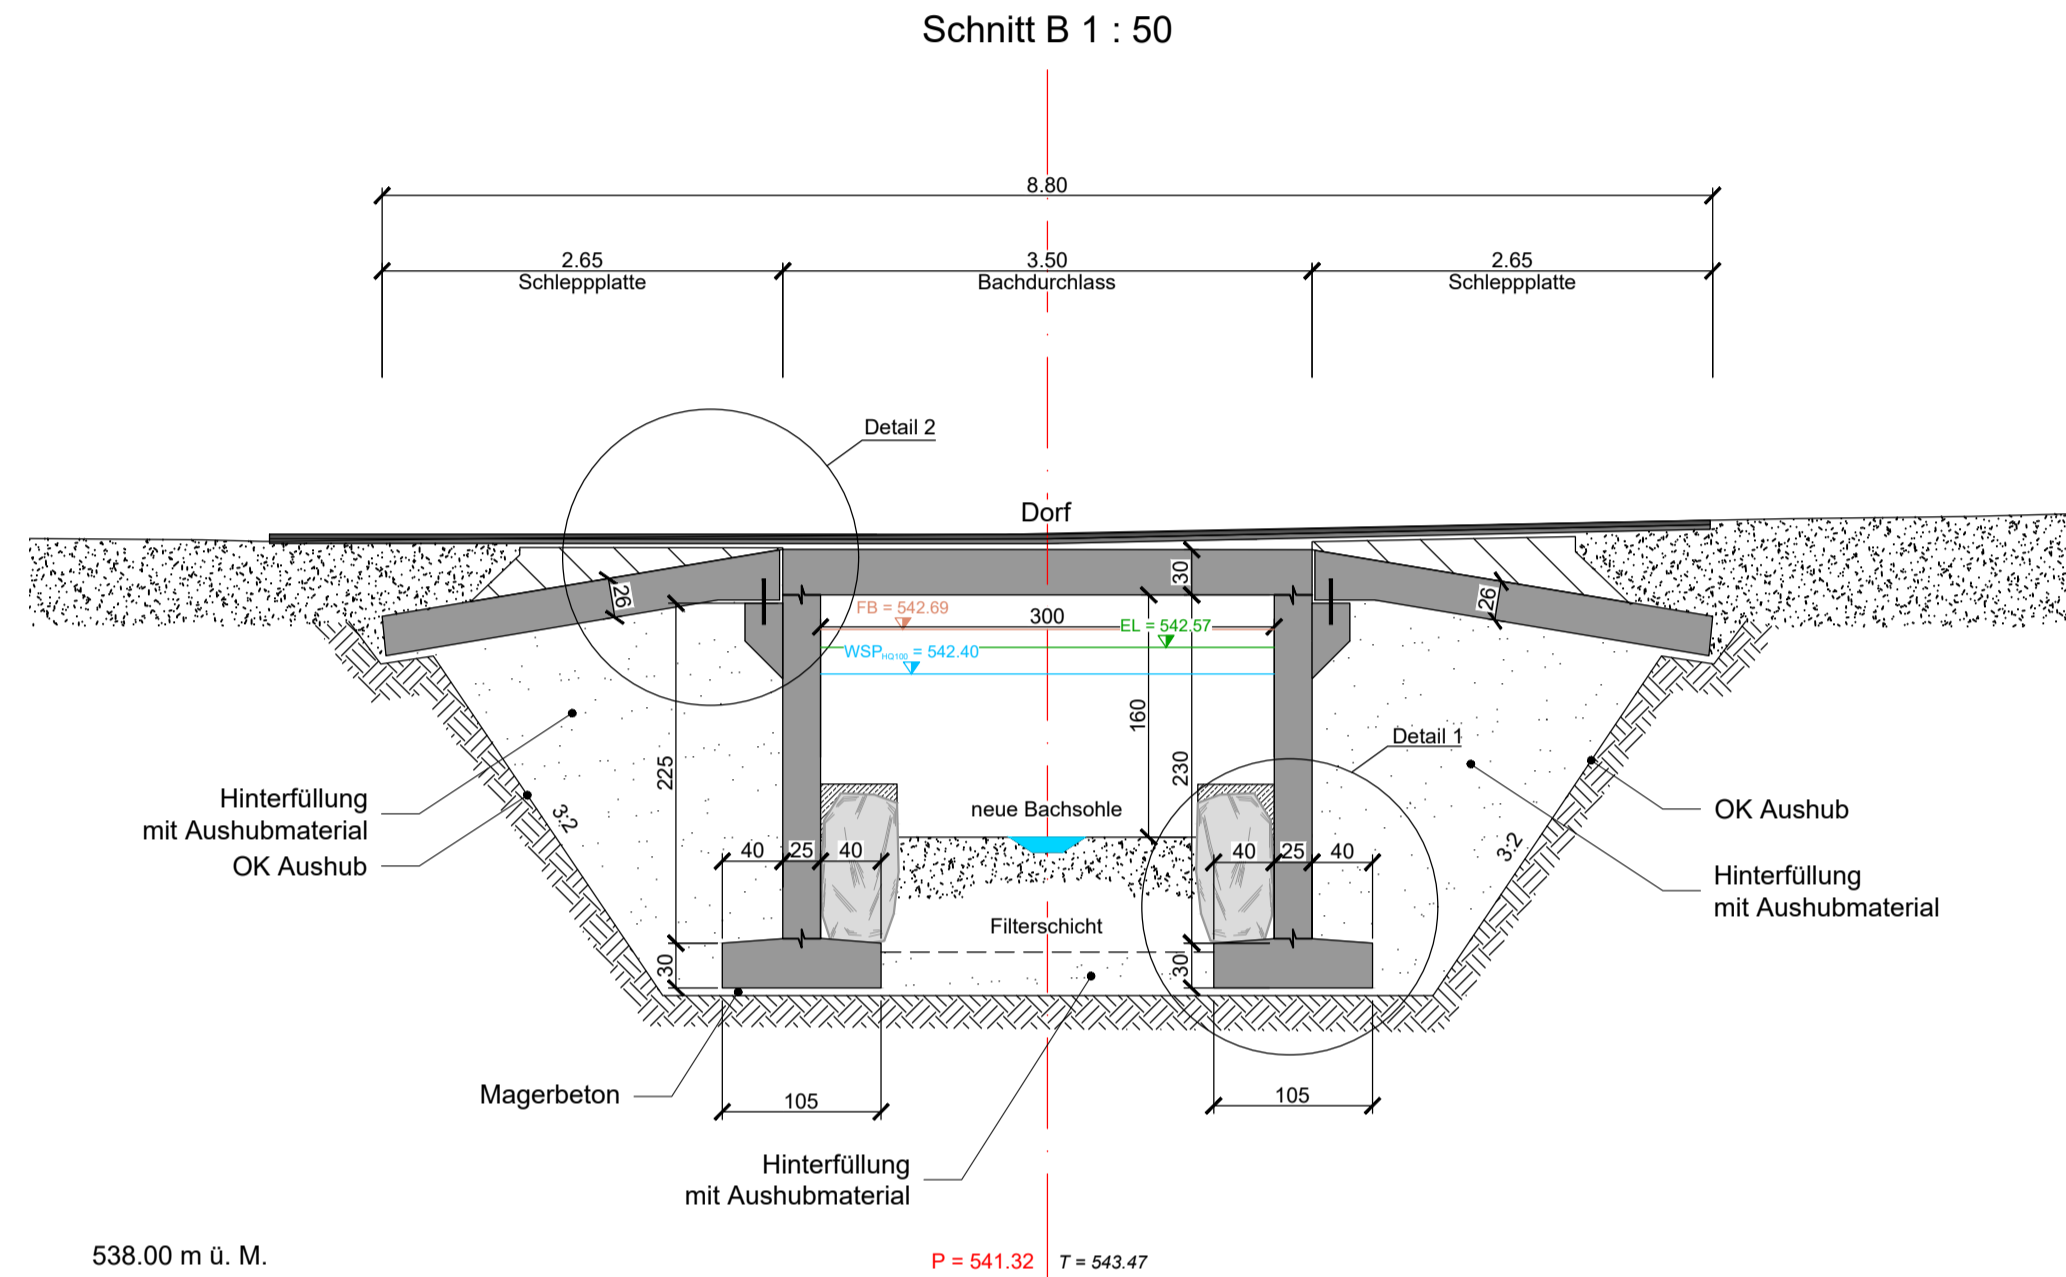 Schnitt B 1 : 50
8.80
2.65
Schleppplatte
3.50
Bachdurchlass
2.65
Schleppplatte
Detail 2
Dorf
26
30
26
FB = 542.69
300
EL = 542.57
WSPHQ100 = 542.40
160
225
230
Detail 1
Hinterfüllung
mit Aushubmaterial
OK Aushub
3:2
neue Bachsohle
40
25
40
40
25
40
3:2
OK Aushub
Hinterfüllung
mit Aushubmaterial
Filterschicht
30
30
Magerbeton
105
105
Hinterfüllung
mit Aushubmaterial
538.00 m ü. M.
P = 541.32
T = 543.47